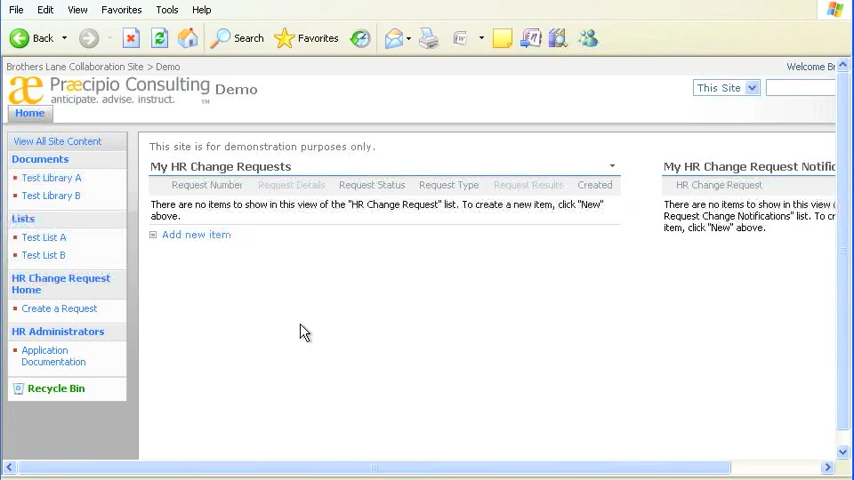 File Edit View Favorites Tools Help
Back Search Favorites
Brothers Lane Collaboration Site > Demo Welcome
Præcipio Consulting
anticipate. advise. instruct. ™
Demo
This Site
Home
View All Site Content
Documents
Test Library A
Test Library B
Lists
Test List A
Test List B
HR Change Request
Home
Create a Request
HR Administrators
Application
Documentation
Recycle Bin
This site is for demonstration purposes only.
My HR Change Requests
Request Number Request Details Request Status Request Type Request Results Created
There are no items to show in this view of the "HR Change Request" list. To create a new item, click "New"
above.
Add new item
My HR Change Request Notific
HR Change Request
There are no items to show in this view
Request Change Notifications" list. To cr
item, click "New" above.